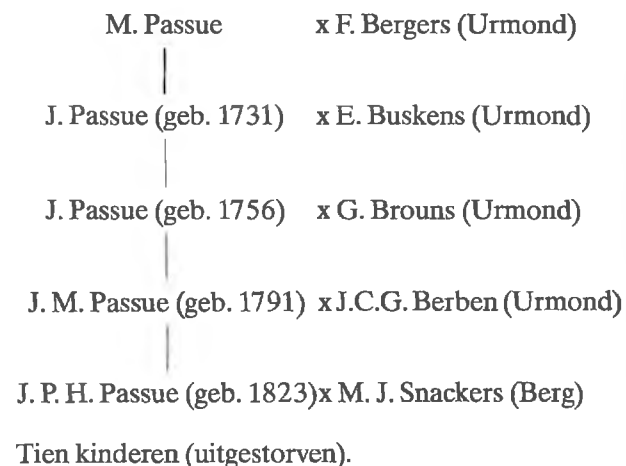 M. Passue x F. Bergers (Urmond)
J. Passue (geb. 1731) x E. Buskens (Urmond)
J. Passue (geb. 1756) x G. Brouns (Urmond)
J. M. Passue (geb. 1791) x J.C.G. Berben (Urmond)
J. P. H. Passue (geb. 1823)x M. J. Snackers (Berg)
Tien kinderen (uitgestorven).